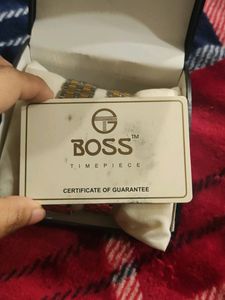 BOSS™
TIMEPIECE
CERTIFICATE OF GUARANTEE